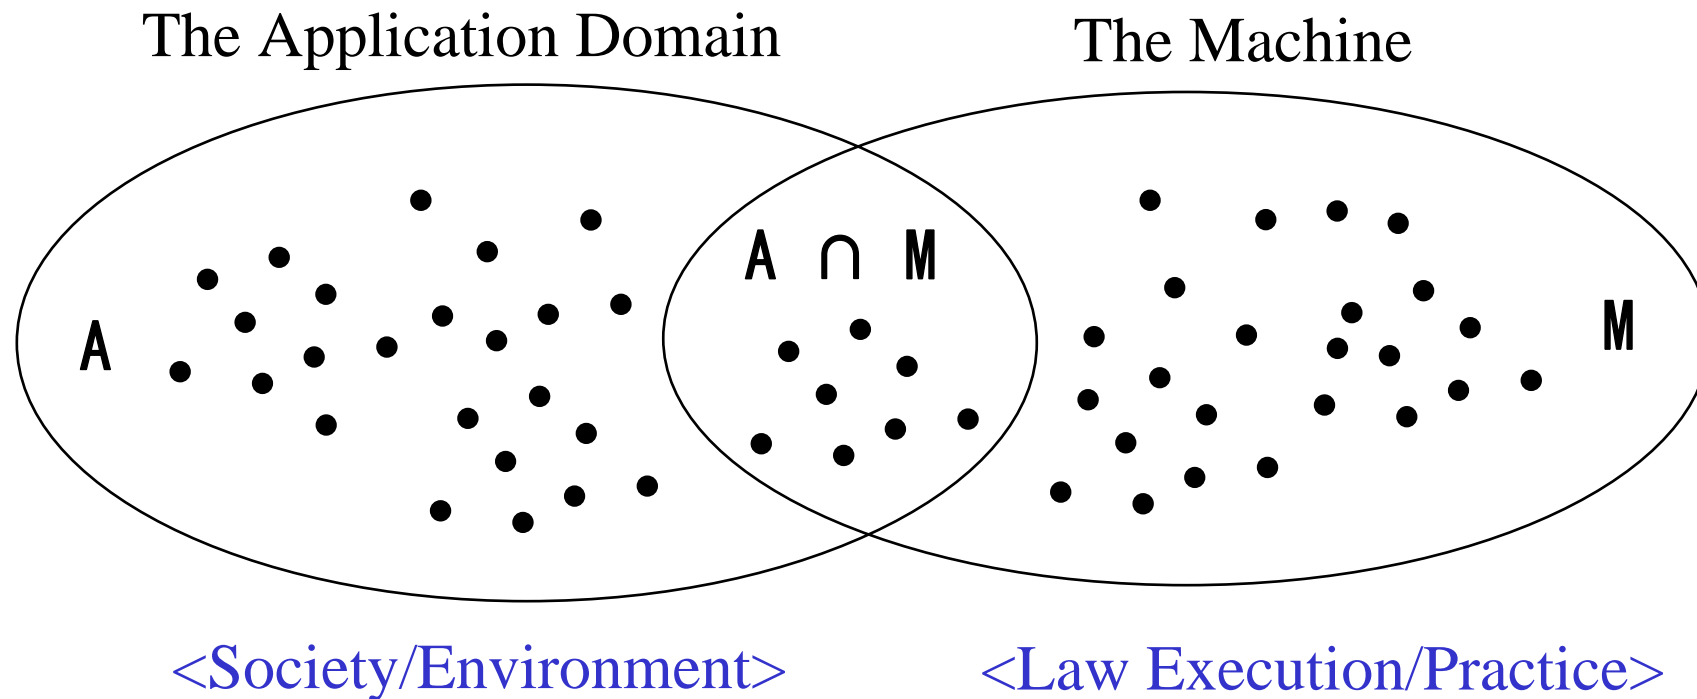 The Application Domain
The Machine
A ∩ M
A
M
<Society/Environment>
<Law Execution/Practice>